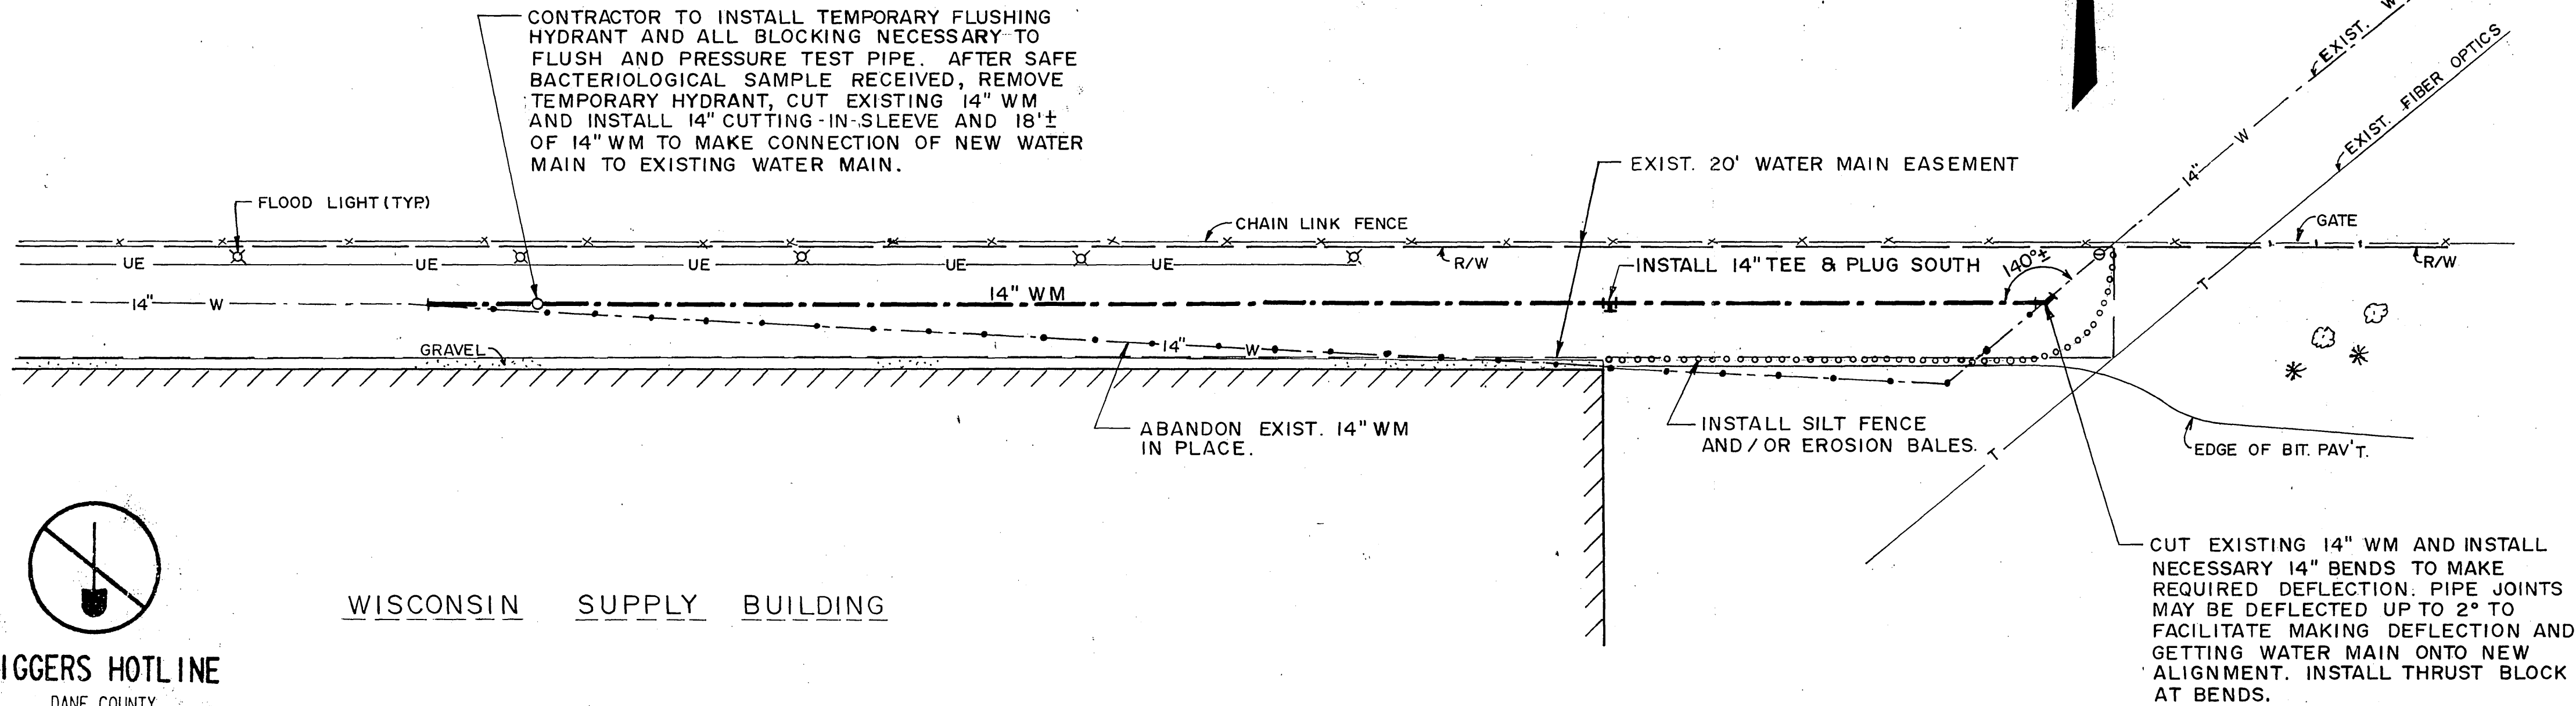 CONTRACTOR TO INSTALL TEMPORARY FLUSHING
HYDRANT AND ALL BLOCKING NECESSARY TO
FLUSH AND PRESSURE TEST PIPE. AFTER SAFE
BACTERIOLOGICAL SAMPLE RECEIVED, REMOVE
TEMPORARY HYDRANT, CUT EXISTING 14" WM
AND INSTALL 14" CUTTING-IN-SLEEVE AND 18'±
OF 14" WM TO MAKE CONNECTION OF NEW WATER
MAIN TO EXISTING WATER MAIN.
EXIST. W
EXIST. FIBER OPTICS
14" W
EXIST. 20' WATER MAIN EASEMENT
FLOOD LIGHT (TYP.)
CHAIN LINK FENCE
GATE
R/W
R/W
UE
UE
UE
UE
UE
INSTALL 14" TEE & PLUG SOUTH
140°±
14" W
14" WM
T
GRAVEL
14" W
ABANDON EXIST. 14" WM
IN PLACE.
INSTALL SILT FENCE
AND/OR EROSION BALES.
T
EDGE OF BIT. PAV'T.
CUT EXISTING 14" WM AND INSTALL
NECESSARY 14" BENDS TO MAKE
REQUIRED DEFLECTION. PIPE JOINTS
MAY BE DEFLECTED UP TO 2° TO
FACILITATE MAKING DEFLECTION AND
GETTING WATER MAIN ONTO NEW
ALIGNMENT. INSTALL THRUST BLOCK
AT BENDS.
WISCONSIN SUPPLY BUILDING
IGGERS HOTLINE
DANE COUNTY